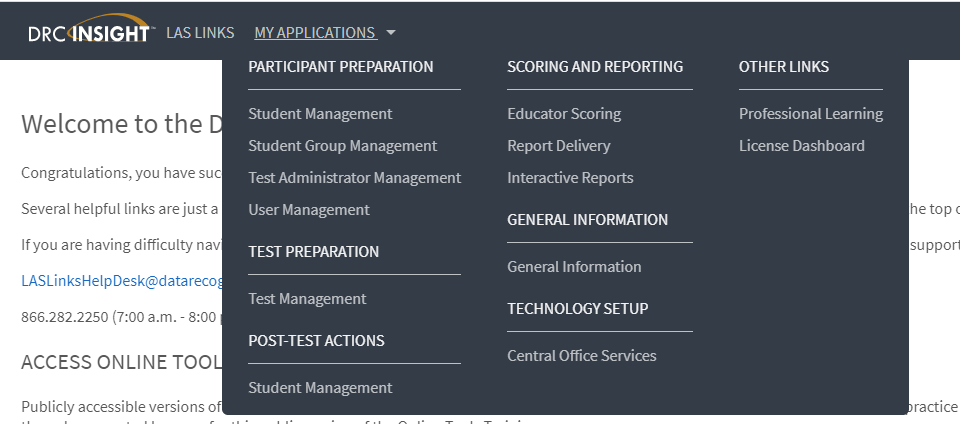 DRC INSIGHT™ LAS LINKS MY APPLICATIONS
PARTICIPANT PREPARATION
Student Management
Student Group Management
Test Administrator Management
User Management
TEST PREPARATION
Test Management
POST-TEST ACTIONS
Student Management
SCORING AND REPORTING
Educator Scoring
Report Delivery
Interactive Reports
GENERAL INFORMATION
General Information
TECHNOLOGY SETUP
Central Office Services
OTHER LINKS
Professional Learning
License Dashboard
Welcome to the D
Congratulations, you have suc
Several helpful links are just a he top
If you are having difficulty navi support
LASLinksHelpDesk@datarecog
866.282.2250 (7:00 a.m. - 8:00
ACCESS ONLINE TOOL
Publicly accessible versions of practice